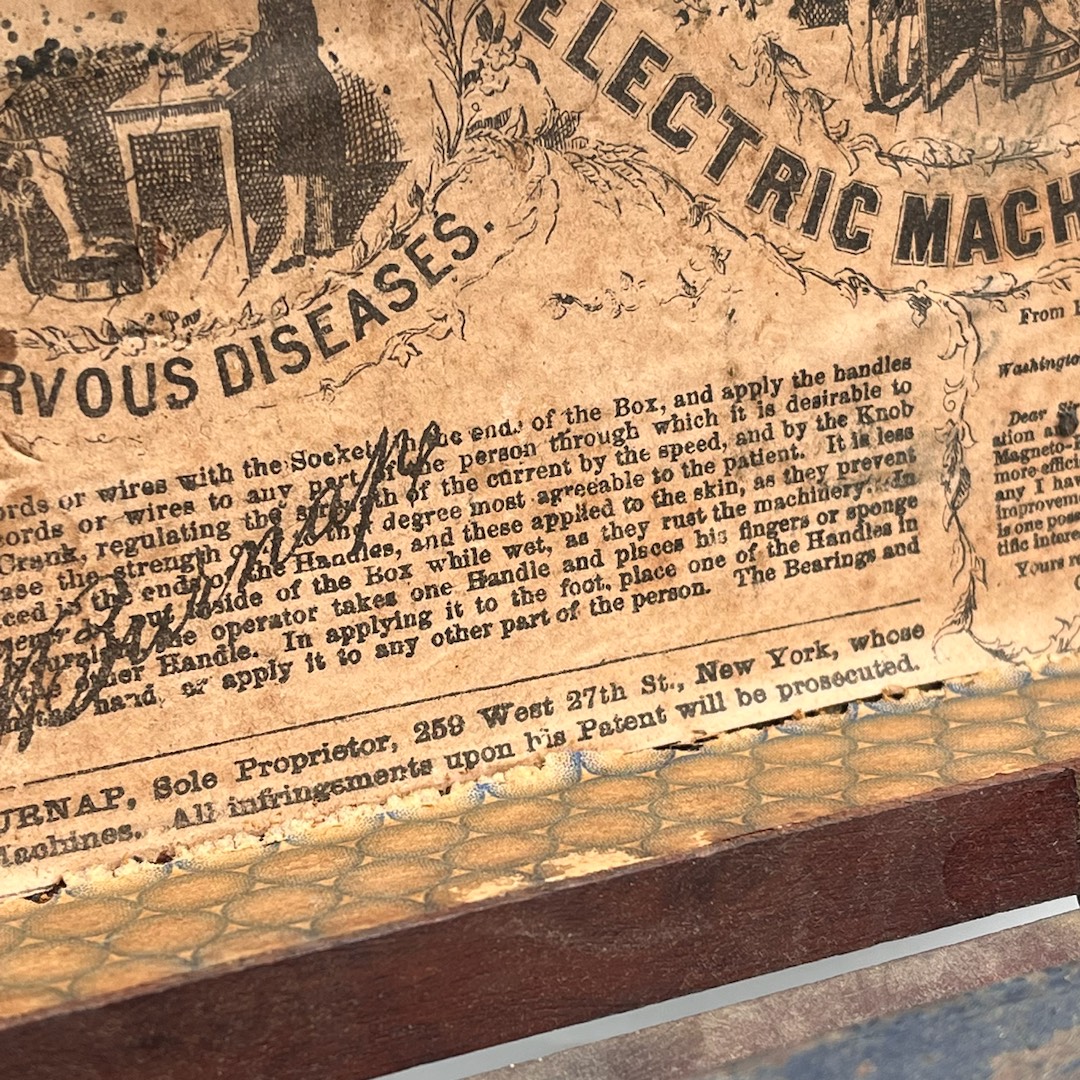 ELECTRIC MACH
RVOUS DISEASES.
ords or wires with the Socket end of the Box, and apply the handles
cords or wires to any part of the person through which it is desirable to
Crank, regulating the strength of the current by the speed, and by the Knob
ase the strength degree most agreeable to the patient. It is less
ced in the ends of the Handles, and these applied to the skin, as they prevent
inside of the Box while wet, as they rust the machinery. In
operator takes one Handle and places his fingers or sponge
Handle. In applying it to the foot, place one of the Handles in
hand, or apply it to any other part of the person. The Bearings and
URNAP, Sole Proprietor, 259 West 27th St., New York, whose
Machines. All infringements upon his Patent will be prosecuted.
From
Washingto
Dear Sir
ation a
Magneto-
more effici
any I hav
improvem
is one pos
tific intere
Yours re